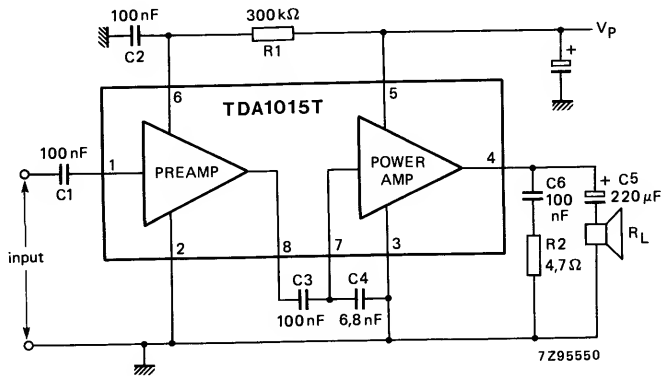 100nF
C2
300kΩ
R1
VP
+
6
5
TDA1015T
100nF
C1
1
PREAMP
POWER
AMP
4
C6
100
nF
+ C5
220µF
RL
2
8
7
3
R2
4,7Ω
input
C3
100nF
C4
6,8nF
7Z95550